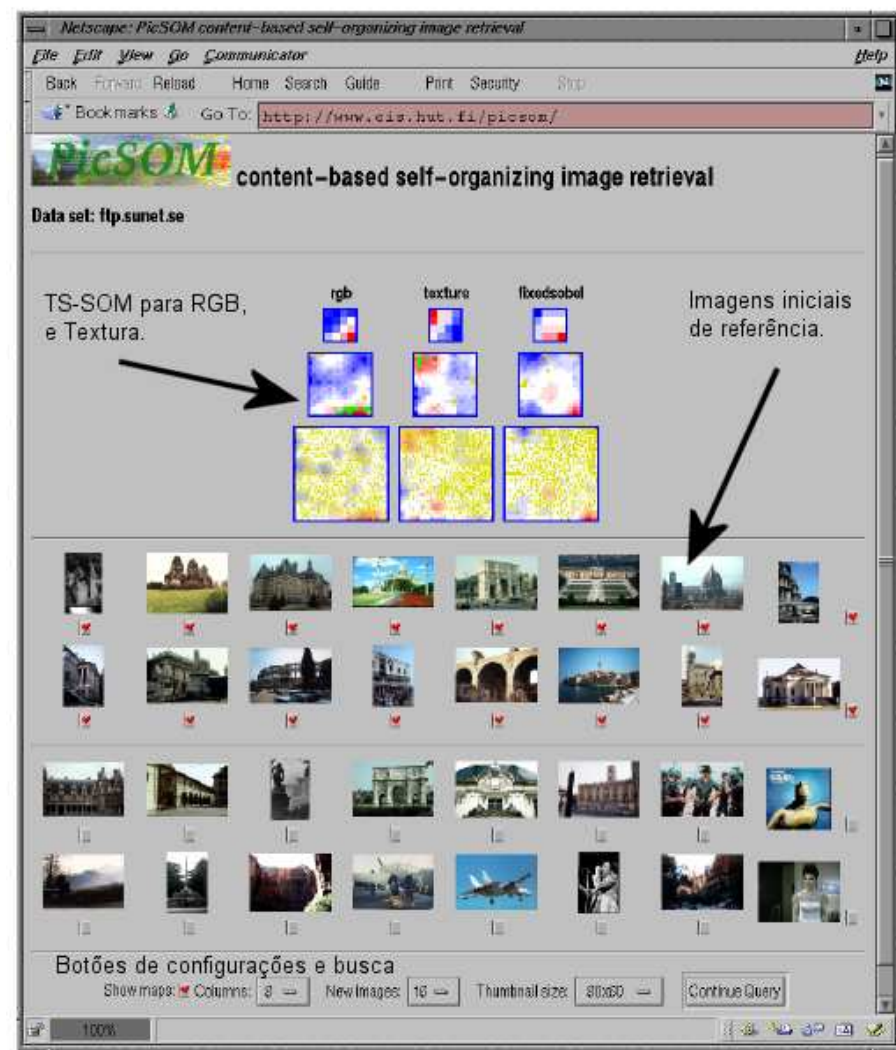 Netscape: PicSOM content-based self-organizing image retrieval
File Edit View Go Communicator Help
Back Forward Reload Home Search Guide Print Security Stop
Bookmarks Go To: http://www.cis.hut.fi/picsom/
PicSOM content-based self-organizing image retrieval
Data set: ftp.sunet.se
TS-SOM para RGB,
e Textura.
rgb texture fixedsobel
Imagens iniciais
de referência.
Botões de configurações e busca
Show maps: Columns: 8 New images: 16 Thumbnail size: 80x60 Continue Query
100%